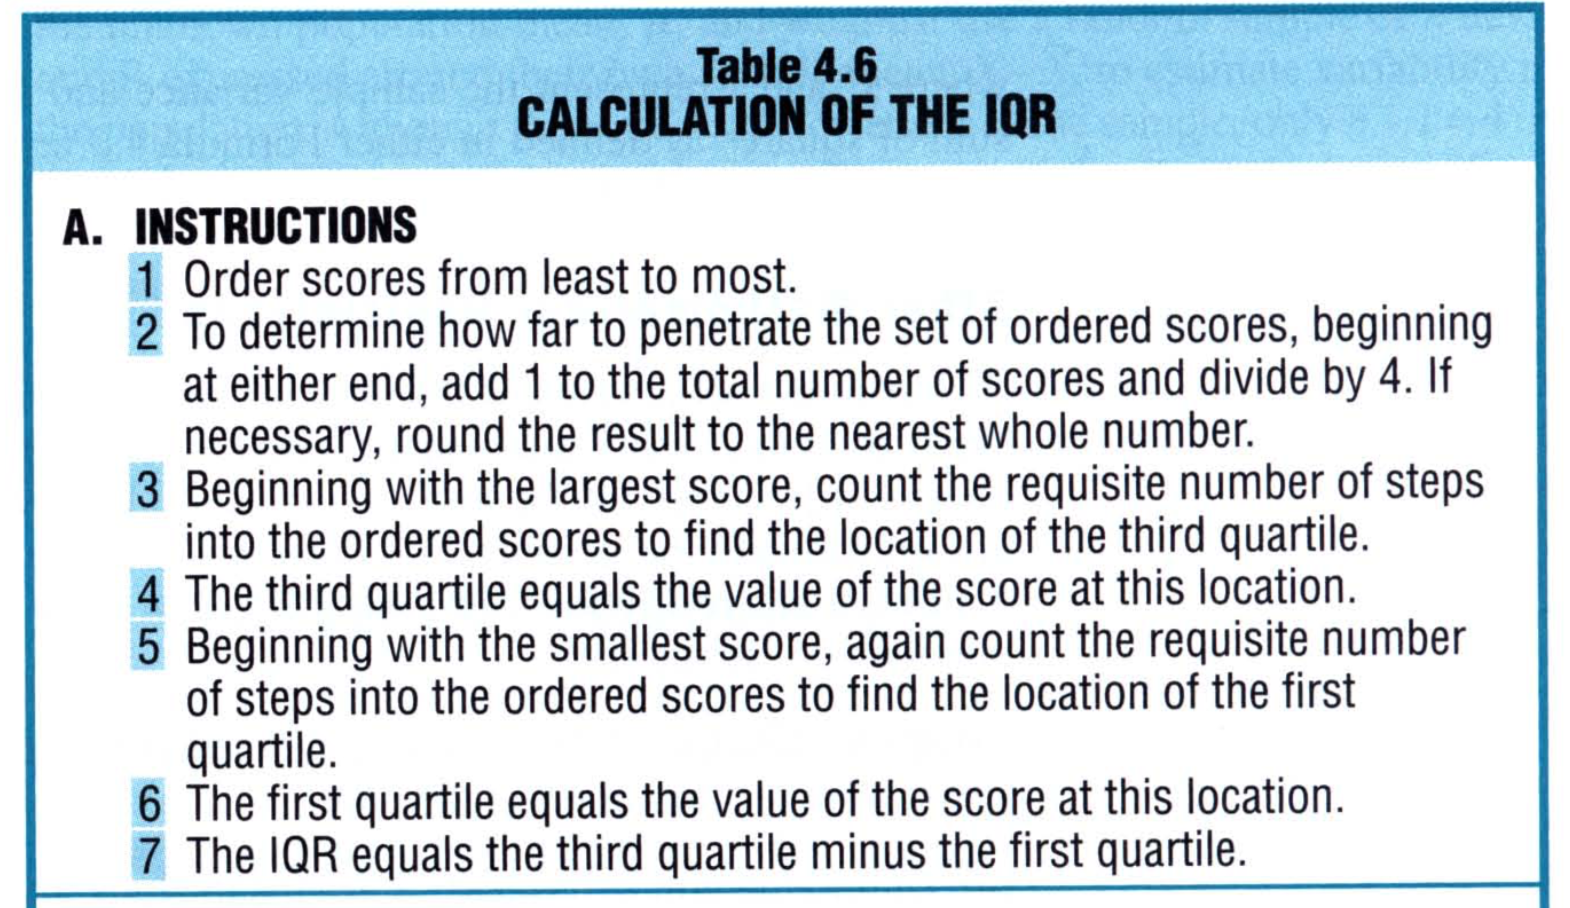 Table 4.6
CALCULATION OF THE IQR
A. INSTRUCTIONS
1 Order scores from least to most.
2 To determine how far to penetrate the set of ordered scores, beginning
at either end, add 1 to the total number of scores and divide by 4. If
necessary, round the result to the nearest whole number.
3 Beginning with the largest score, count the requisite number of steps
into the ordered scores to find the location of the third quartile.
4 The third quartile equals the value of the score at this location.
5 Beginning with the smallest score, again count the requisite number
of steps into the ordered scores to find the location of the first
quartile.
6 The first quartile equals the value of the score at this location.
7 The IQR equals the third quartile minus the first quartile.